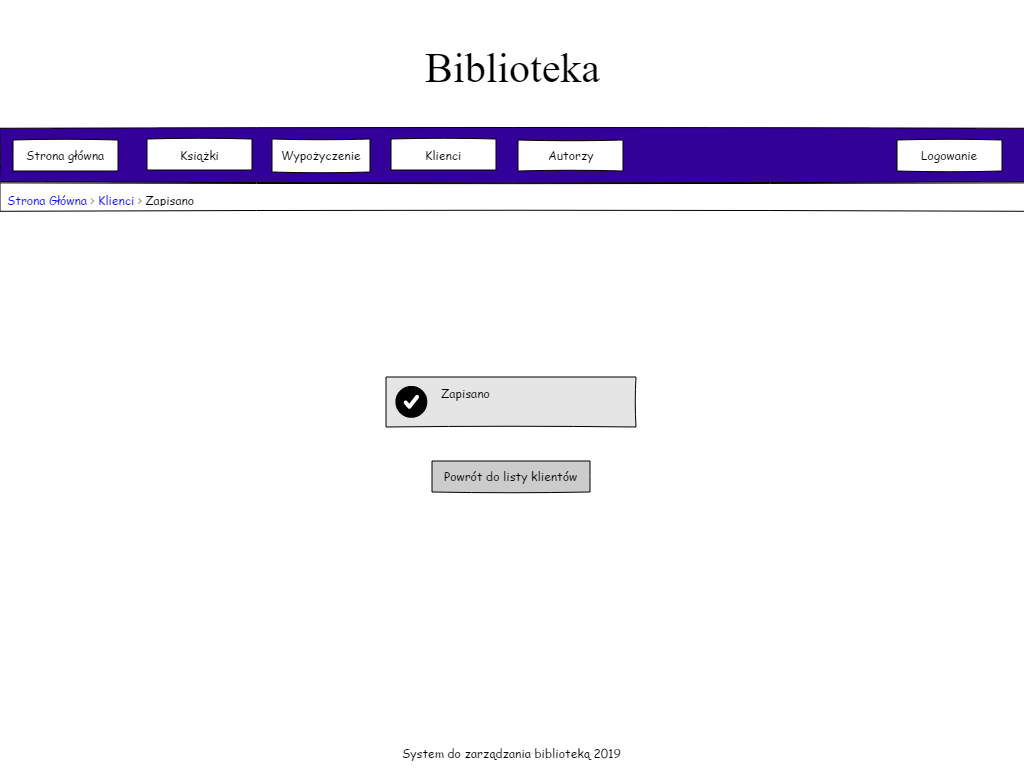 Biblioteka
Strona główna Książki Wypożyczenie Klienci Autorzy Logowanie
Strona Główna > Klienci > Zapisano
Zapisano
Powrót do listy klientów
System do zarządzania biblioteką 2019